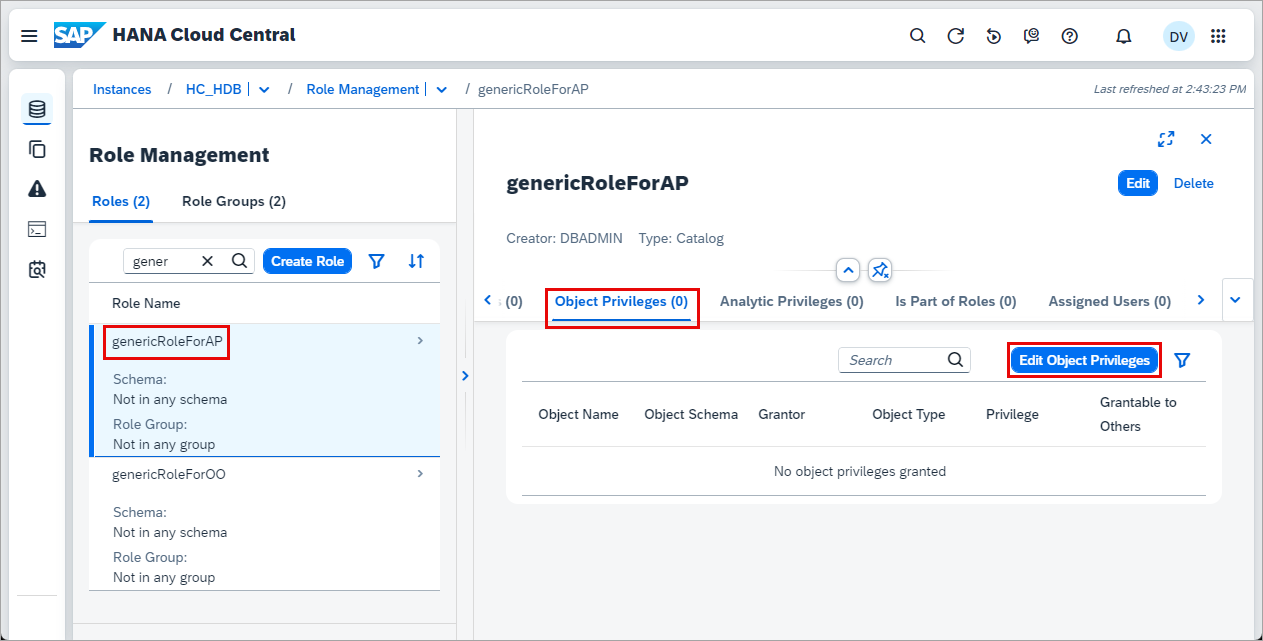 SAP HANA Cloud Central
DV
Instances / HC_HDB | / Role Management | / genericRoleForAP
Last refreshed at 2:43:23 PM
Role Management
Roles (2) Role Groups (2)
gener Create Role
Role Name
genericRoleForAP
Schema:
Not in any schema
Role Group:
Not in any group
genericRoleForOO
Schema:
Not in any schema
Role Group:
Not in any group
genericRoleForAP
Edit Delete
Creator: DBADMIN Type: Catalog
(0) Object Privileges (0) Analytic Privileges (0) Is Part of Roles (0) Assigned Users (0)
Search Edit Object Privileges
Object Name Object Schema Grantor Object Type Privilege Grantable to
Others
No object privileges granted